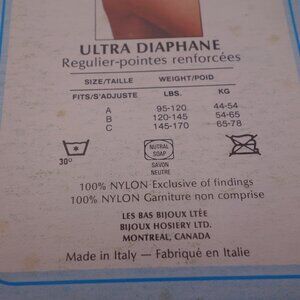 ULTRA DIAPHANE
Regulier-pointes renforcées
SIZE/TAILLE WEIGHT/POID
FITS/S'ADJUSTE LBS. KG
A 95-120 44-54
B 120-145 54-65
C 145-170 65-78
30°
NUTRAL
SOAP
SAVON
NEUTRE
100% NYLON Exclusive of findings
100% NYLON Garniture non comprise
LES BAS BIJOUX LTÉE
BIJOUX HOSIERY LTD.
MONTREAL, CANADA
Made in Italy — Fabriqué en Italie